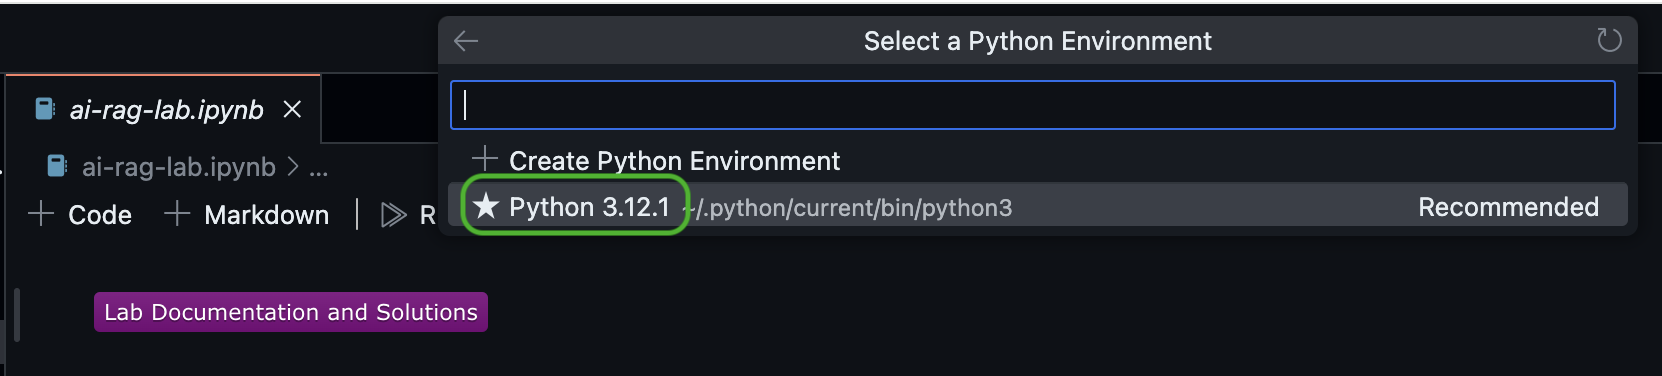 Select a Python Environment
ai-rag-lab.ipynb
ai-rag-lab.ipynb > ...
Create Python Environment
Code Markdown R
Python 3.12.1 ~/.python/current/bin/python3 Recommended
Lab Documentation and Solutions